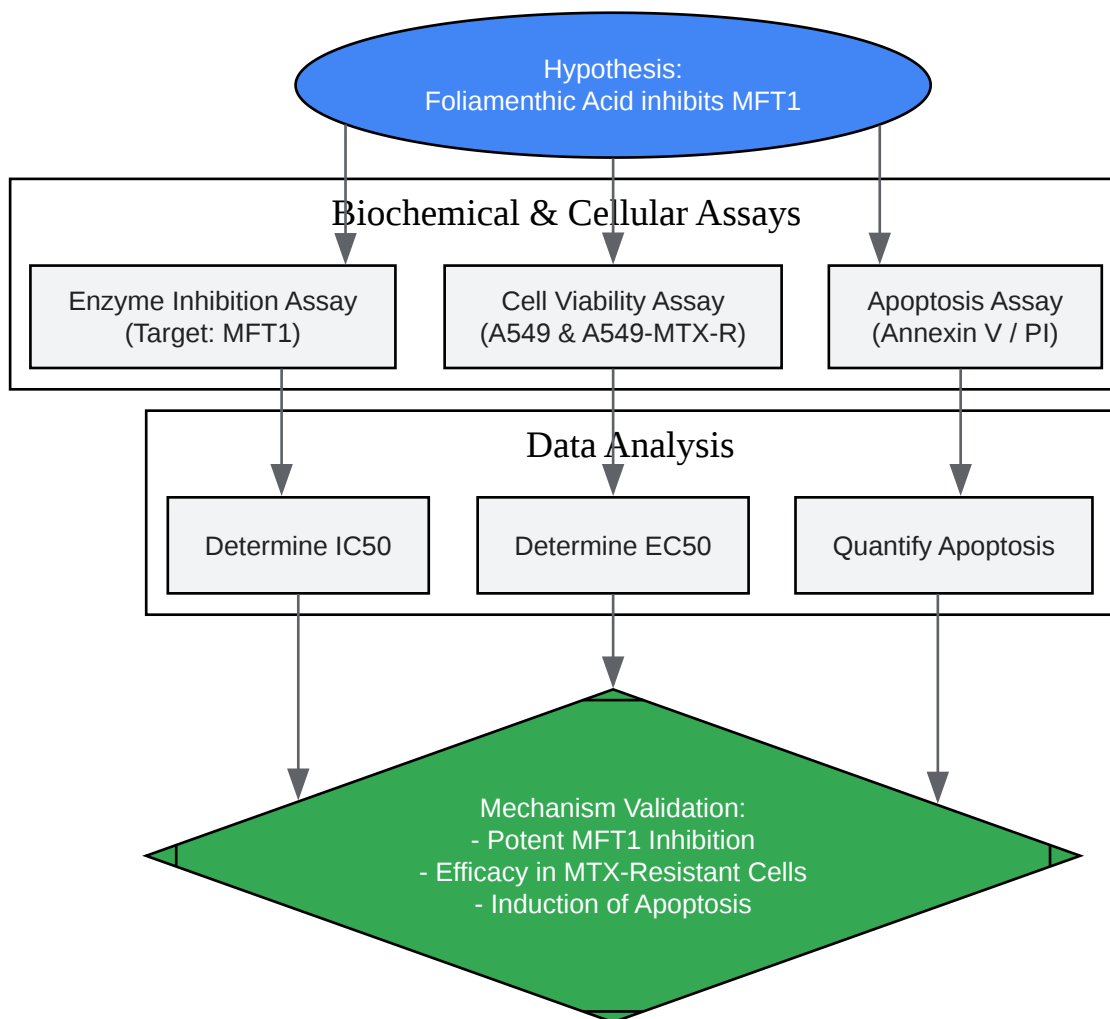 Hypothesis:
Foliamenthic Acid inhibits MFT1
Biochemical & Cellular Assays
Enzyme Inhibition Assay
(Target: MFT1)
Cell Viability Assay
(A549 & A549-MTX-R)
Apoptosis Assay
(Annexin V / PI)
Data Analysis
Determine IC50
Determine EC50
Quantify Apoptosis
Mechanism Validation:
- Potent MFT1 Inhibition
- Efficacy in MTX-Resistant Cells
- Induction of Apoptosis